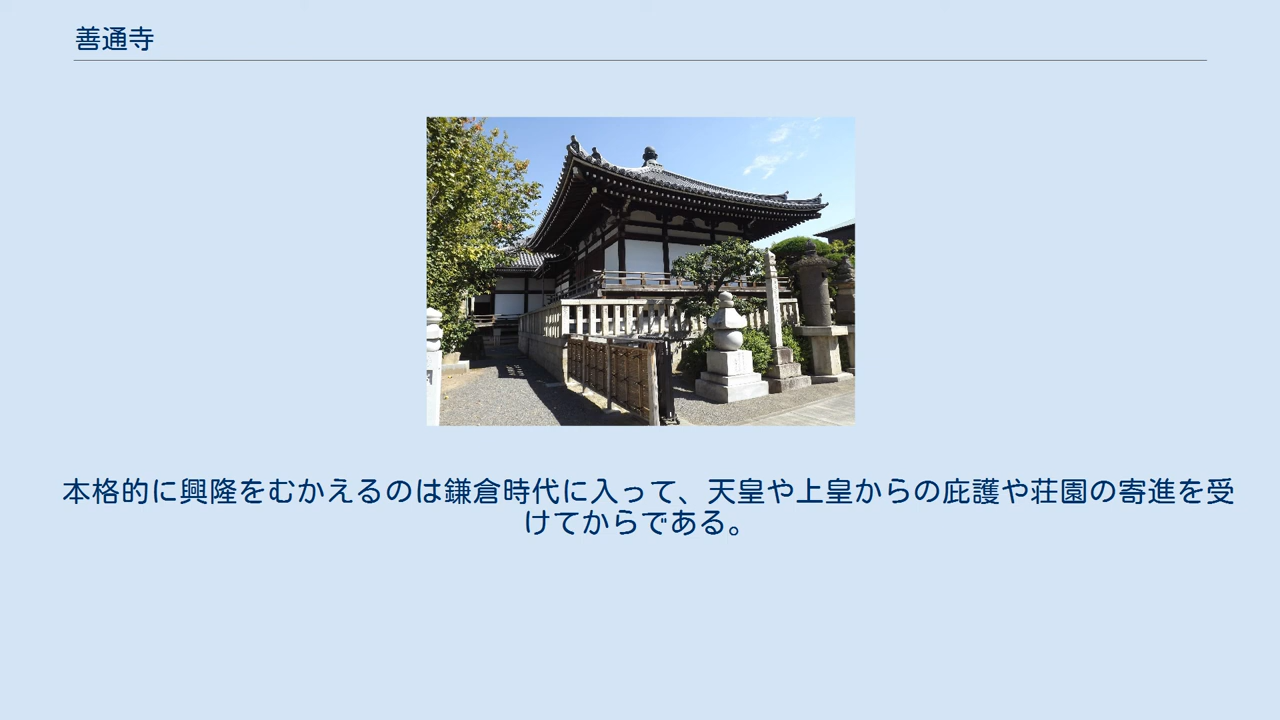 善通寺
本格的に興隆をむかえるのは鎌倉時代に入って、天皇や上皇からの庇護や荘園の寄進を受
けてからである。